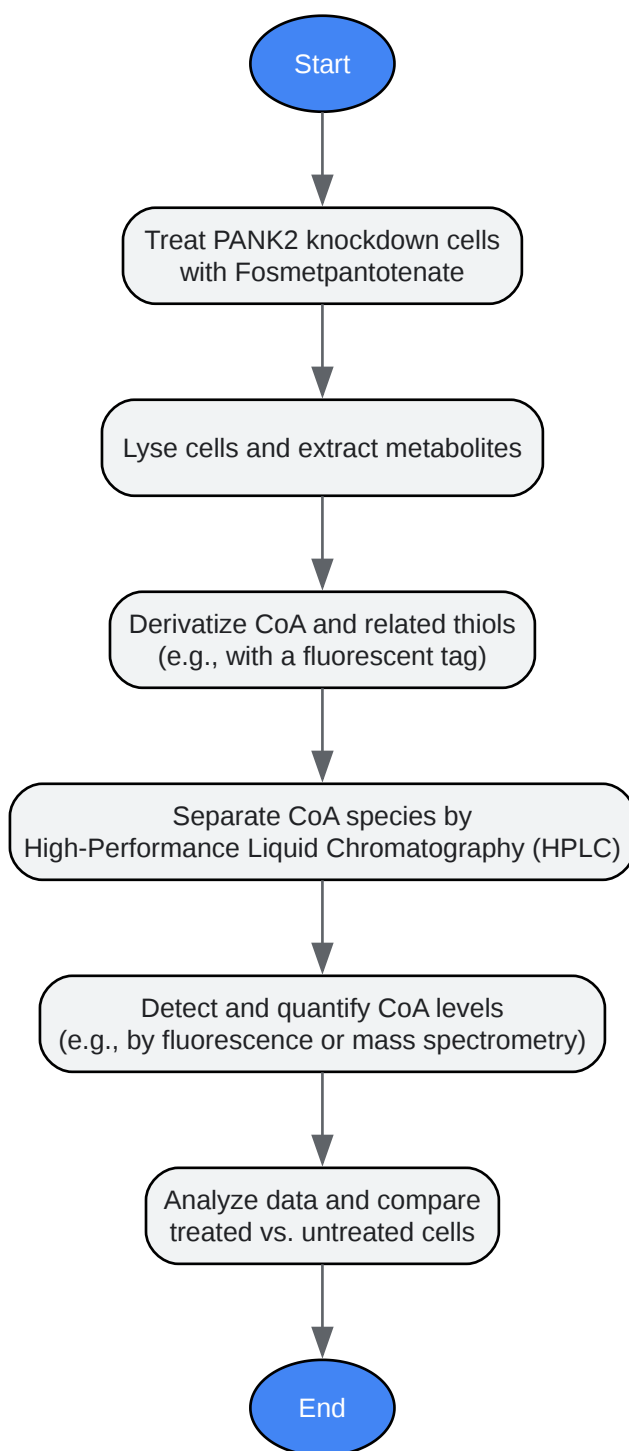 Start
Treat PANK2 knockdown cells
with Fosmetpantotenate
Lyse cells and extract metabolites
Derivatize CoA and related thiols
(e.g., with a fluorescent tag)
Separate CoA species by
High-Performance Liquid Chromatography (HPLC)
Detect and quantify CoA levels
(e.g., by fluorescence or mass spectrometry)
Analyze data and compare
treated vs. untreated cells
End